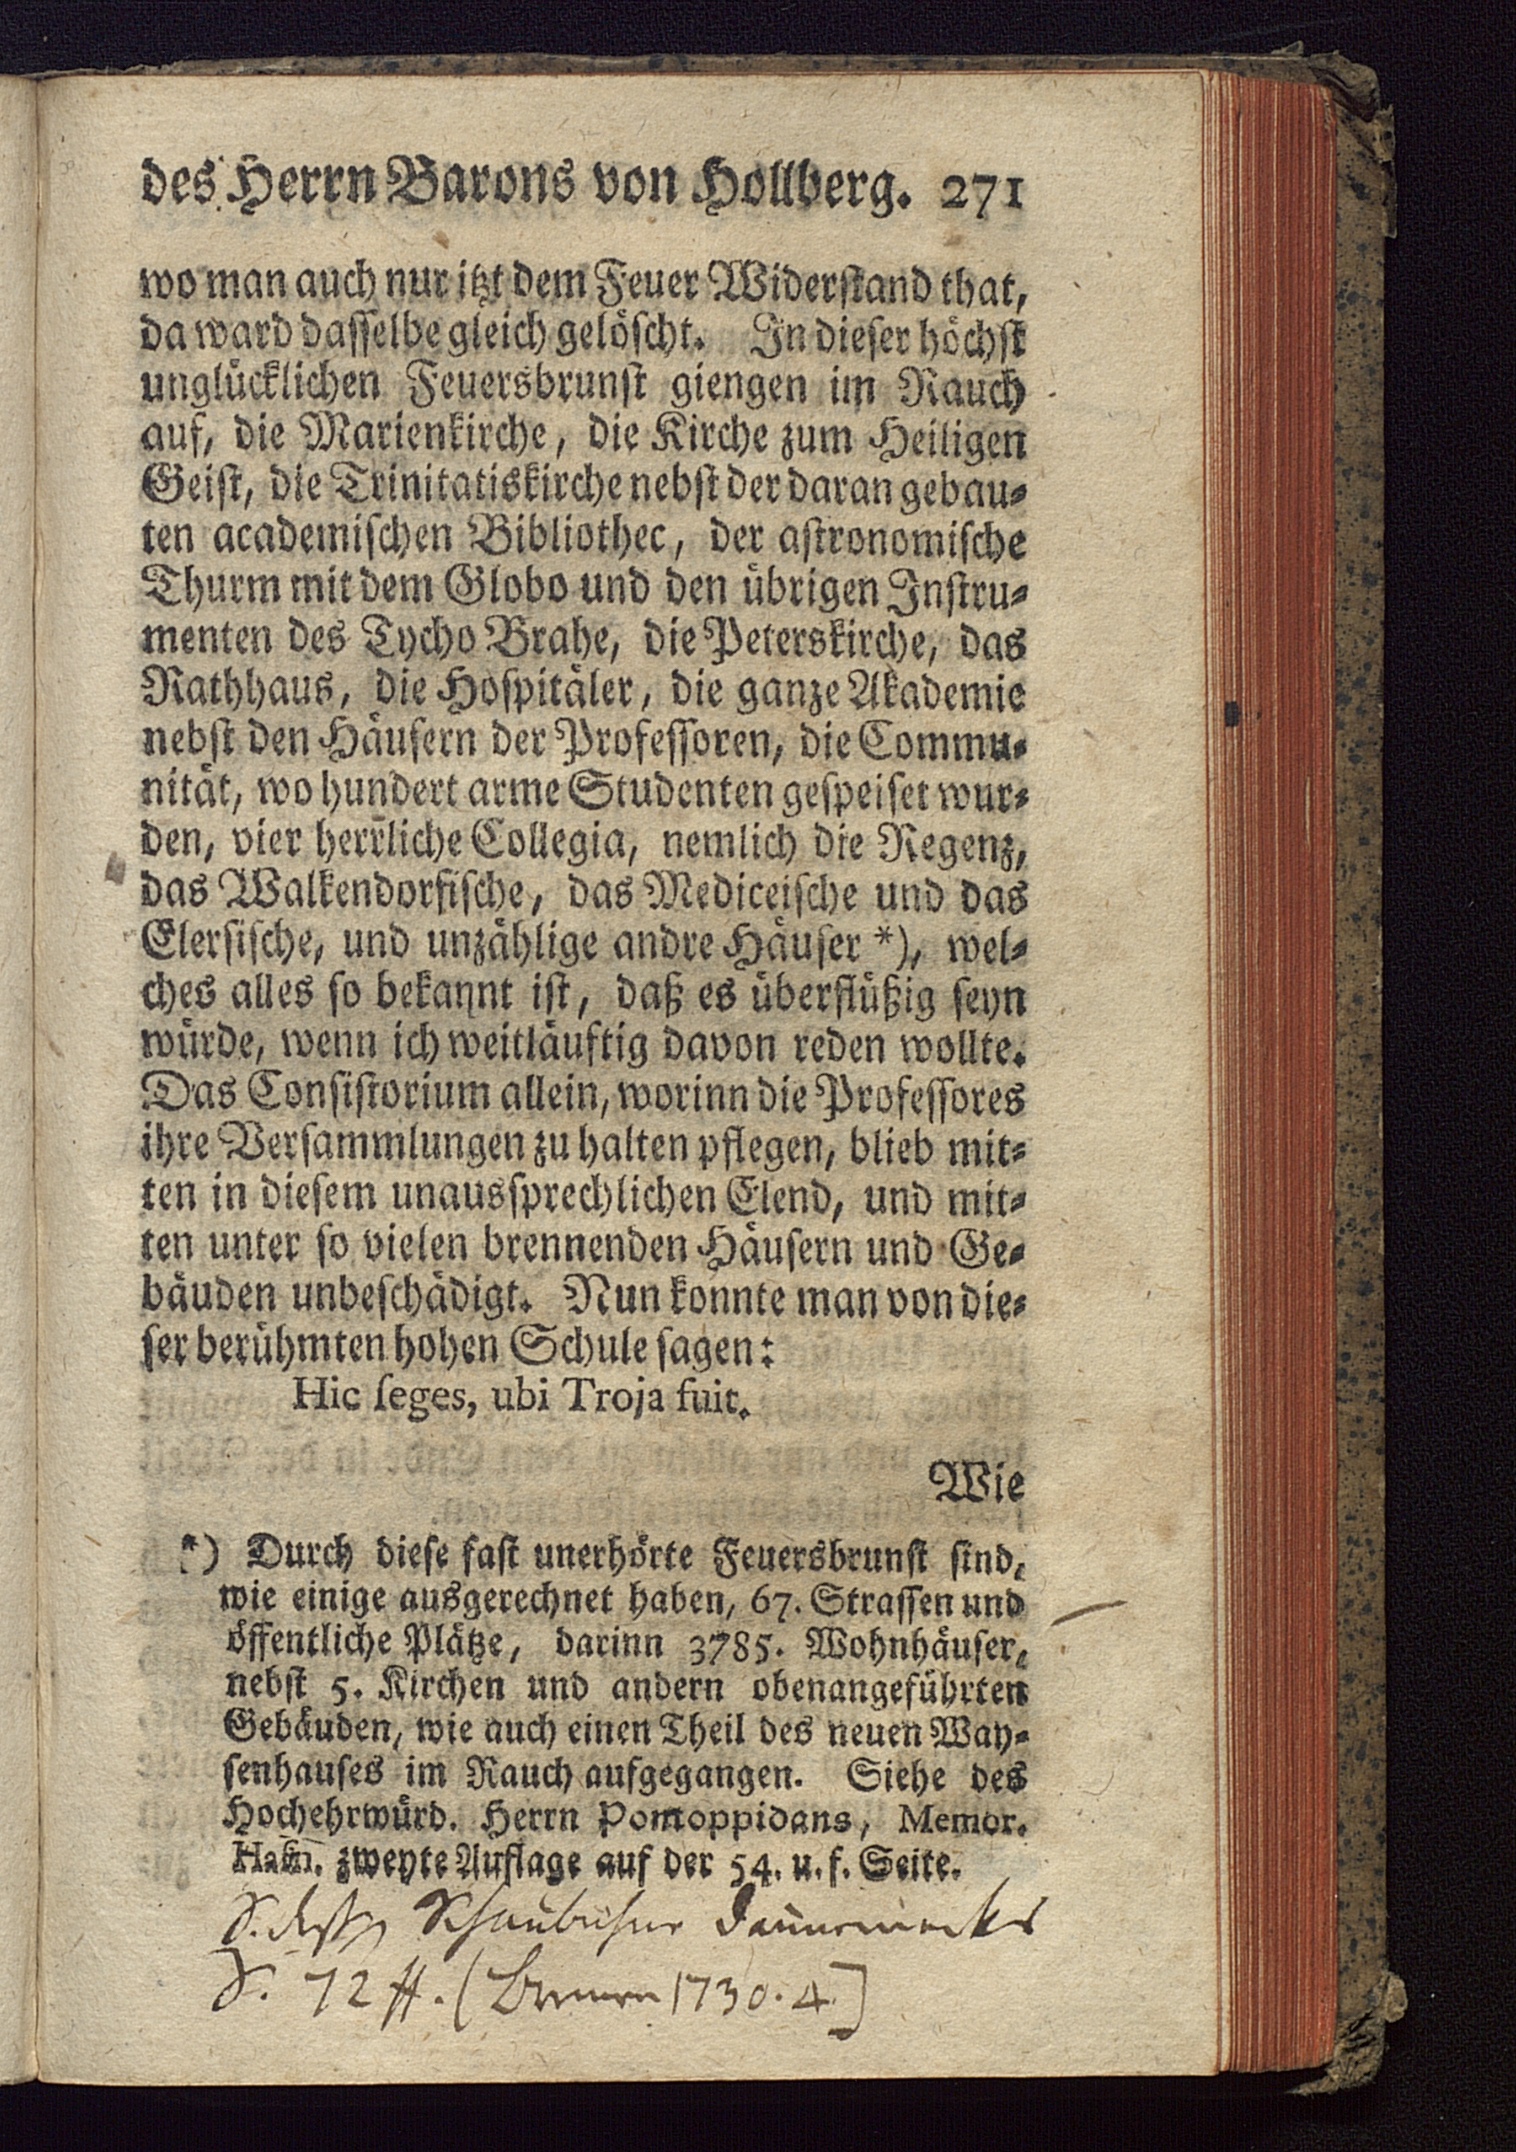 des Herrn Barons von Hollberg. 271
wo man auch nur itzt dem Feuer Widerstand that,
da ward dasselbe gleich gelöscht. In dieser höchst
unglücklichen Feuersbrunst giengen im Rauch
auf, die Marienkirche, die Kirche zum Heiligen
Geist, die Trinitatiskirche nebst der daran gebau-
ten academischen Bibliothec, der astronomische
Thurm mit dem Globo und den übrigen Instru-
menten des Tycho Brahe, die Peterskirche, das
Rathhaus, die Hospitäler, die ganze Akademie
nebst den Häusern der Professoren, die Commu-
nität, wo hundert arme Studenten gespeiset wur-
den, vier herrliche Collegia, nemlich die Regenz,
das Walkendorfische, das Mediceische und das
Elersische, und unzählige andre Häuser *), wel-
ches alles so bekannt ist, daß es überflüßig seyn
würde, wenn ich weitläuftig davon reden wollte.
Das Consistorium allein, worinn die Professores
ihre Versammlungen zu halten pflegen, blieb mit-
ten in diesem unaussprechlichen Elend, und mit-
ten unter so vielen brennenden Häusern und Ge-
bäuden unbeschädigt. Nun konnte man von die-
ser berühmten hohen Schule sagen:
Hic seges, ubi Troja fuit.
Wie
*) Durch diese fast unerhörte Feuersbrunst sind,
wie einige ausgerechnet haben, 67. Strassen und
öffentliche Plätze, darinn 3785. Wohnhäuser,
nebst 5. Kirchen und andern obenangeführten
Gebäuden, wie auch einen Theil des neuen Way-
senhauses im Rauch aufgegangen. Siehe des
Hochehrwürd. Herrn Pontoppidans, Memor.
Hafn. zweyte Auflage auf der 54. u. f. Seite.
S. Schaubühne Dännemarks
S. 72 ff. (Bremen 1730. 4]